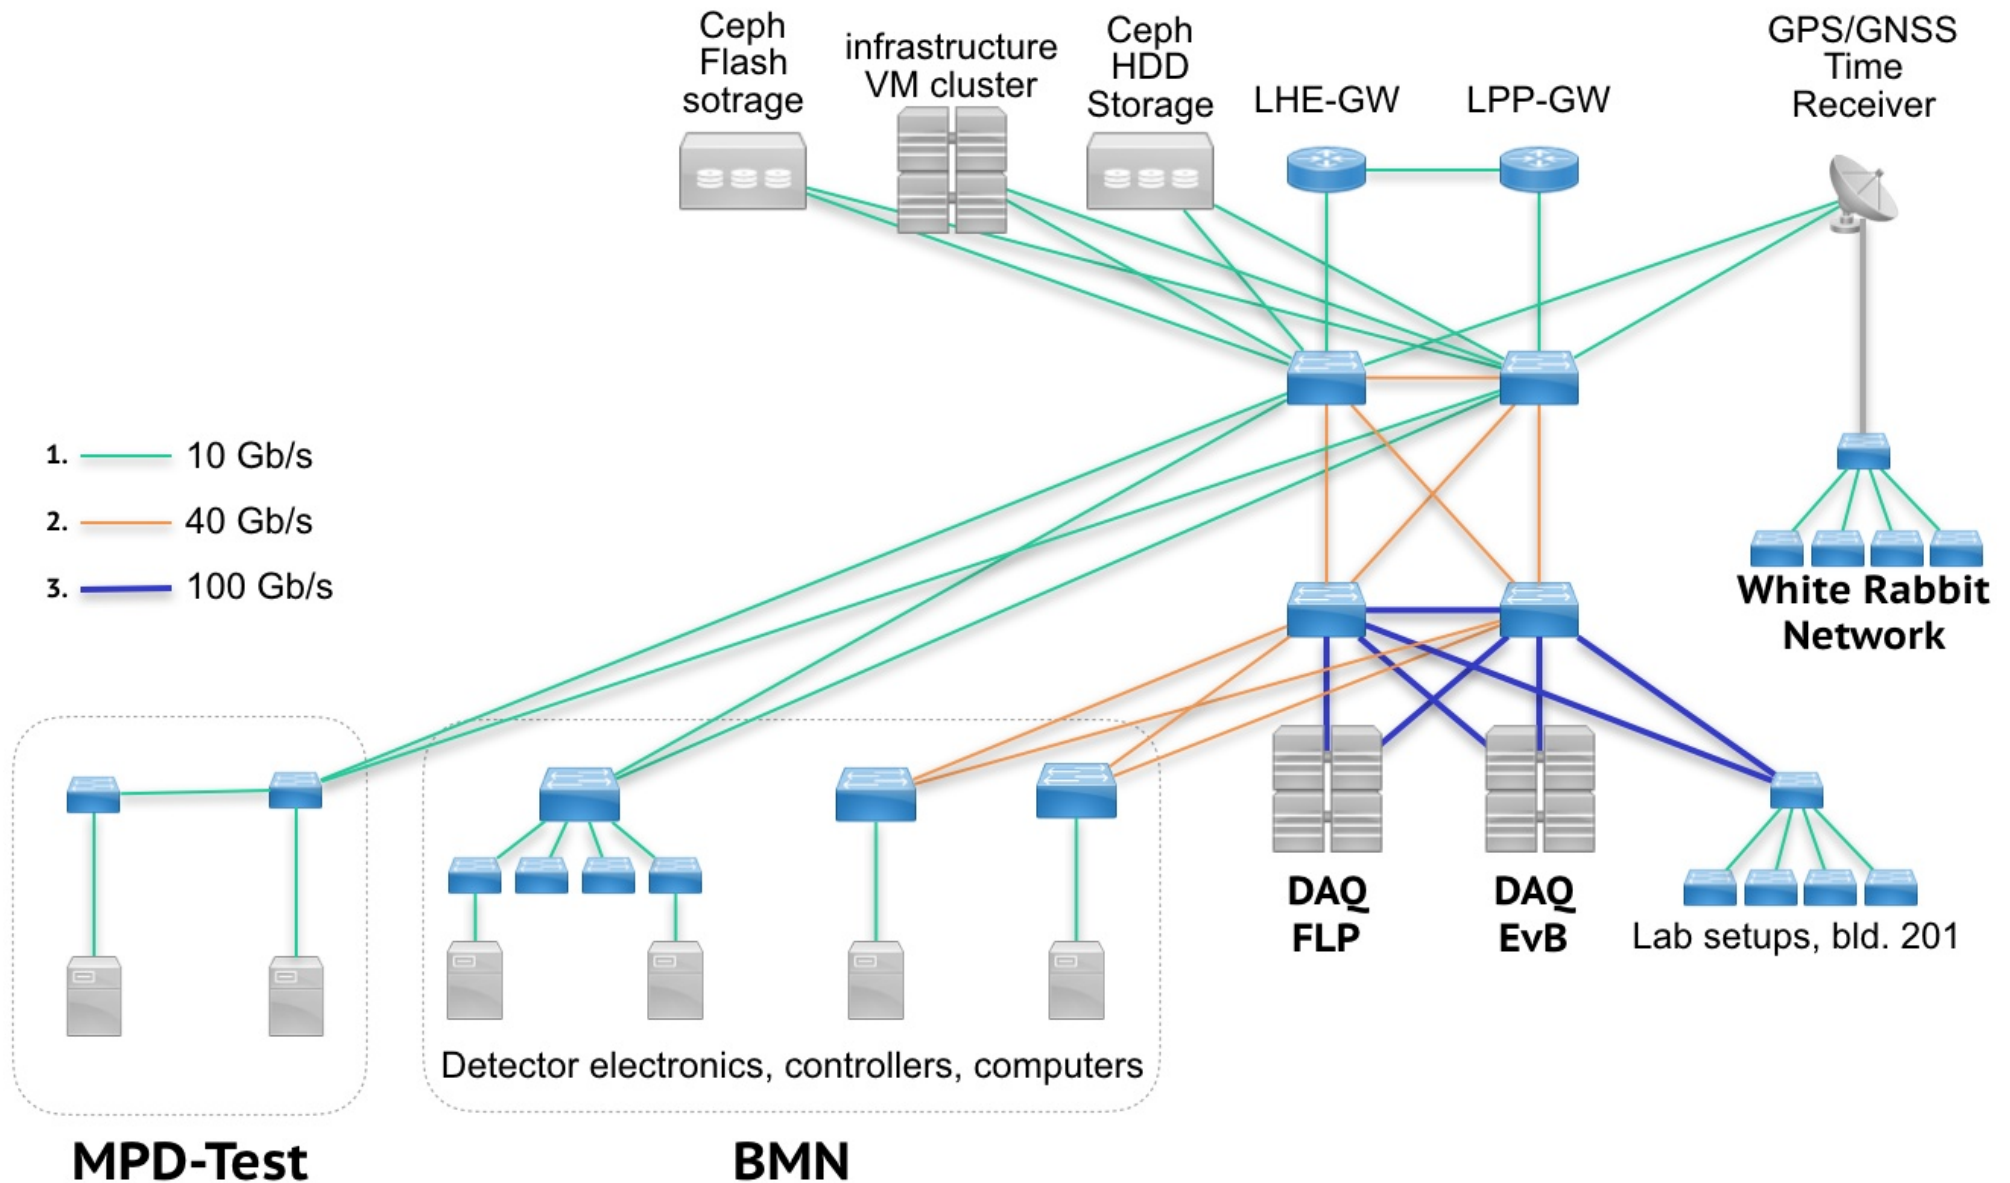 Ceph
Flash
sotrage
infrastructure
VM cluster
Ceph
HDD
Storage
LHE-GW
LPP-GW
GPS/GNSS
Time
Receiver
1. 10 Gb/s
2. 40 Gb/s
3. 100 Gb/s
White Rabbit
Network
DAQ
FLP
DAQ
EvB
Lab setups, bld. 201
Detector electronics, controllers, computers
MPD-Test
BMN